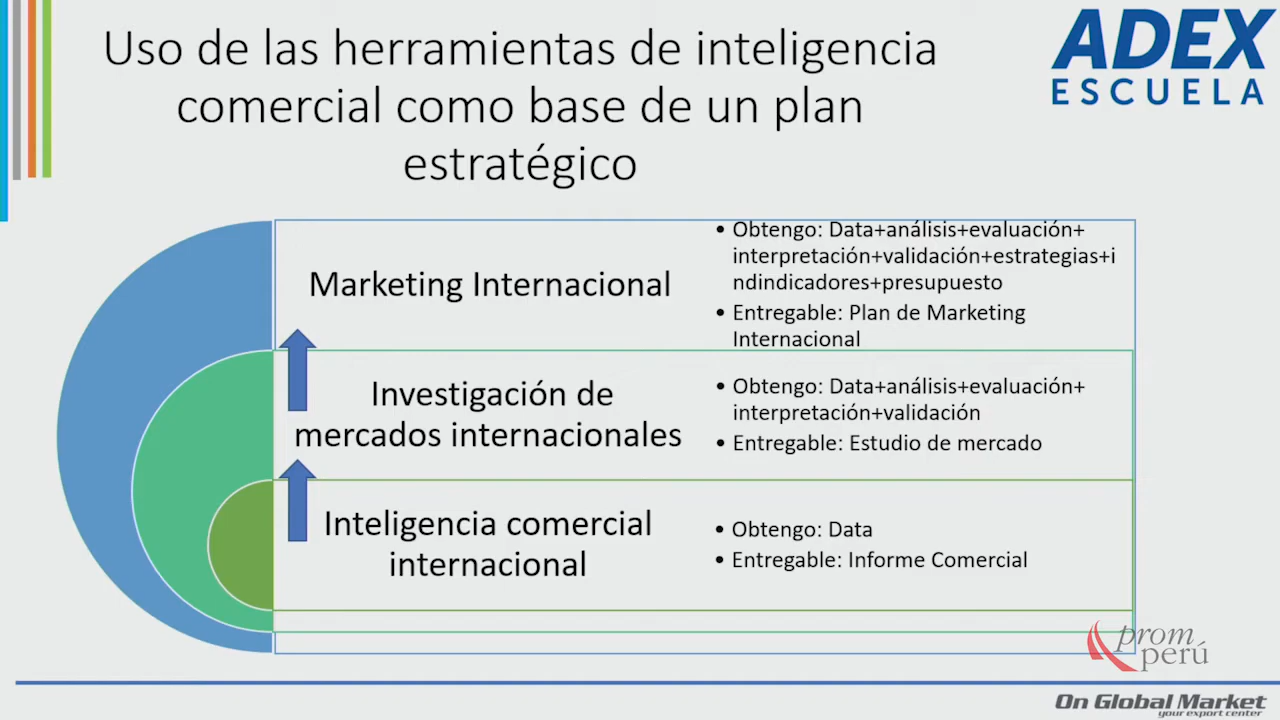 Uso de las herramientas de inteligencia
comercial como base de un plan
estratégico
ADEX
ESCUELA
Marketing Internacional
• Obtengo: Data+análisis+evaluación+
interpretación+validación+estrategias+i
ndindicadores+presupuesto
• Entregable: Plan de Marketing
Internacional
Investigación de
mercados internacionales
• Obtengo: Data+análisis+evaluación+
interpretación+validación
• Entregable: Estudio de mercado
Inteligencia comercial
internacional
• Obtengo: Data
• Entregable: Informe Comercial
prom
perú
On Global Market
your export center